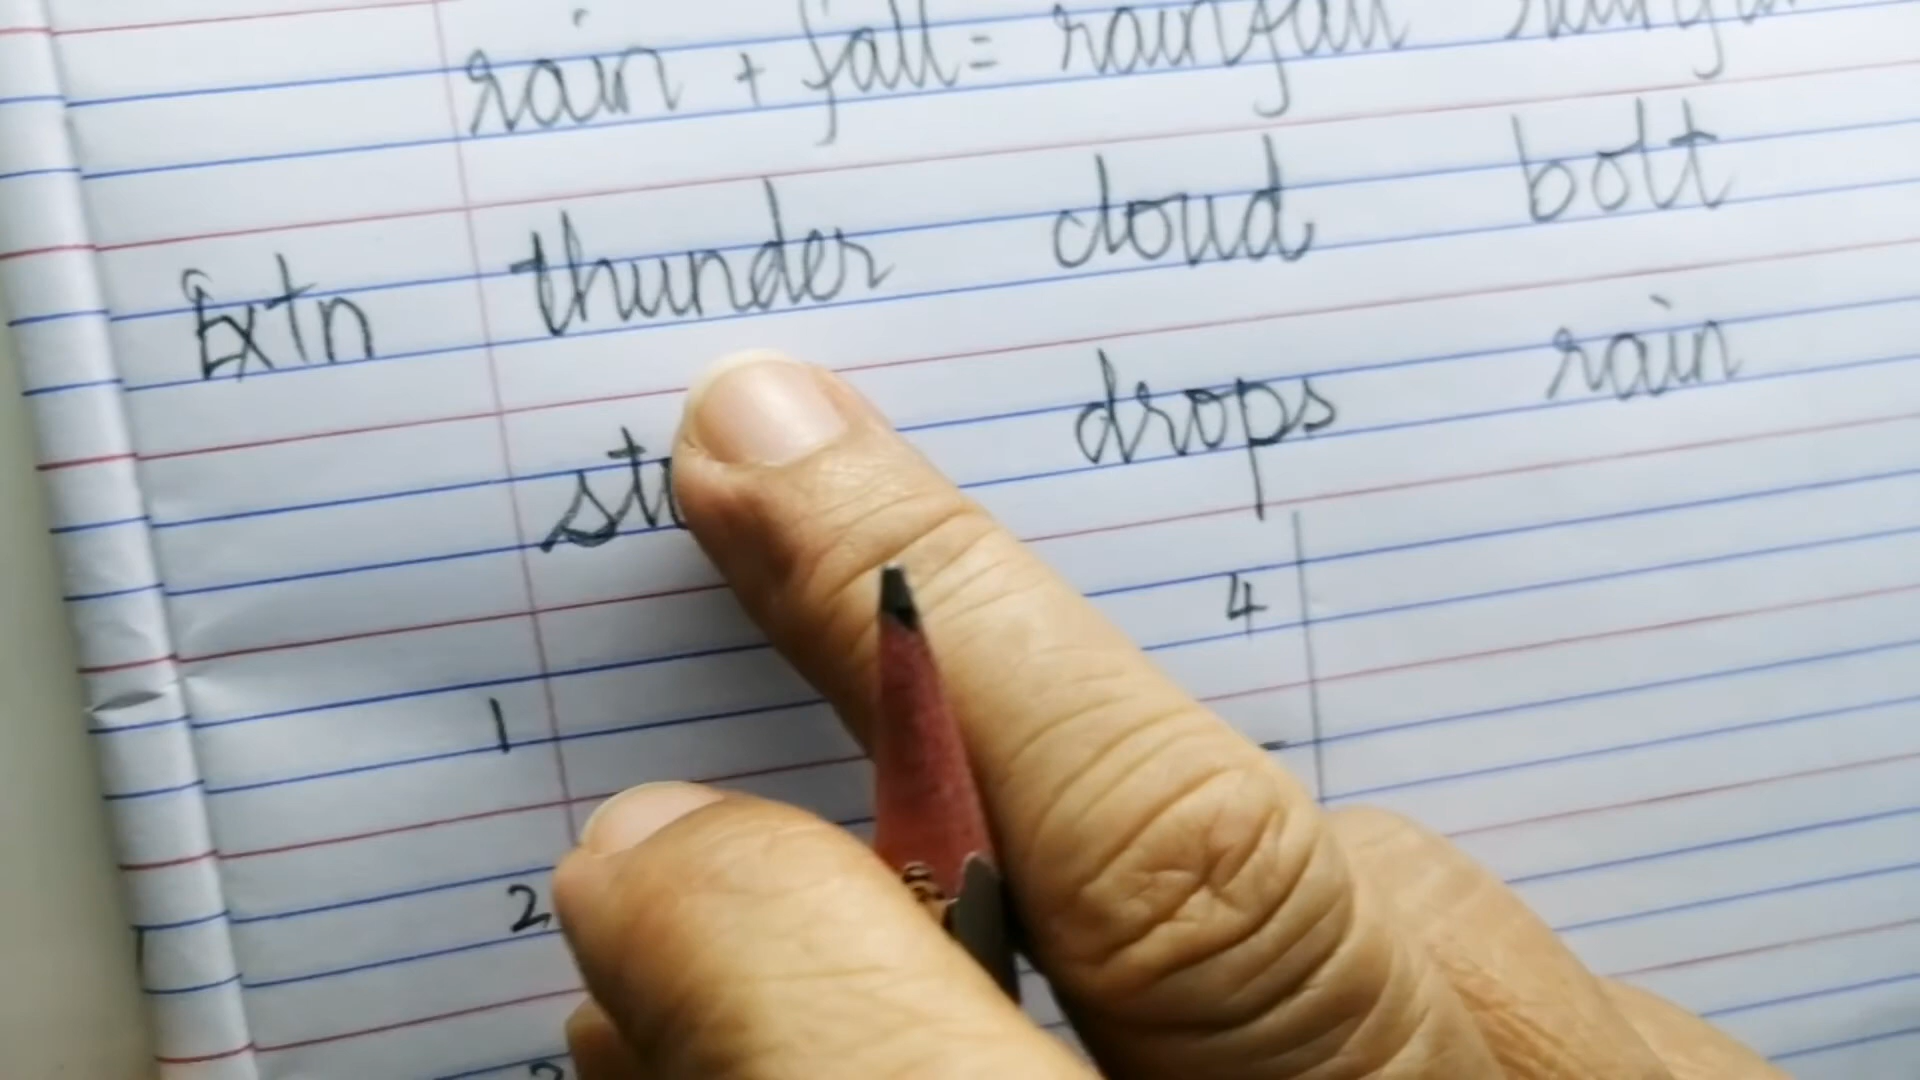 rain + fall = rainfall
Extn thunder cloud bolt
drops rain
4
1
2